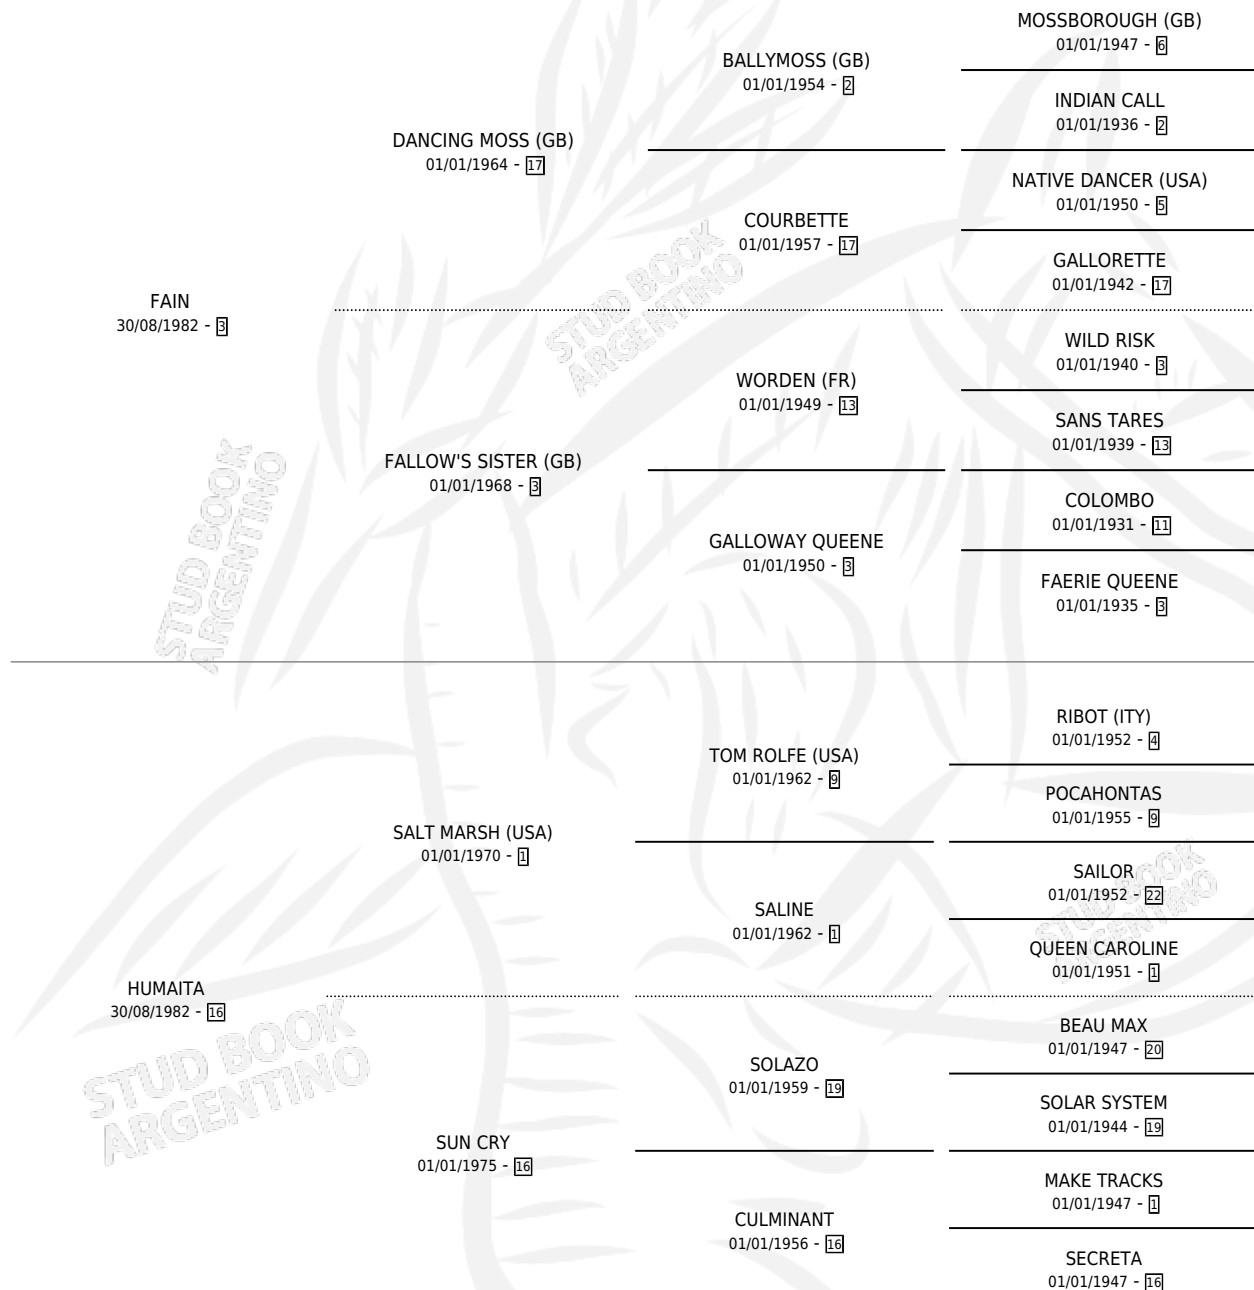 MOSSBOROUGH (GB)
01/01/1947 - 6
BALLYMOSS (GB)
01/01/1954 - 2
INDIAN CALL
01/01/1936 - 2
DANCING MOSS (GB)
01/01/1964 - 17
NATIVE DANCER (USA)
01/01/1950 - 5
COURBETTE
01/01/1957 - 17
GALLORETTE
01/01/1942 - 17
FAIN
30/08/1982 - 3
WILD RISK
01/01/1940 - 3
WORDEN (FR)
01/01/1949 - 13
SANS TARES
01/01/1939 - 13
FALLOW'S SISTER (GB)
01/01/1968 - 3
COLOMBO
01/01/1931 - 11
GALLOWAY QUEENE
01/01/1950 - 3
FAERIE QUEENE
01/01/1935 - 3
RIBOT (ITY)
01/01/1952 - 4
TOM ROLFE (USA)
01/01/1962 - 9
POCAHONTAS
01/01/1955 - 9
SALT MARSH (USA)
01/01/1970 - 1
SAILOR
01/01/1952 - 22
SALINE
01/01/1962 - 1
QUEEN CAROLINE
01/01/1951 - 1
HUMAITA
30/08/1982 - 16
BEAU MAX
01/01/1947 - 20
SOLAZO
01/01/1959 - 19
SOLAR SYSTEM
01/01/1944 - 19
SUN CRY
01/01/1975 - 16
MAKE TRACKS
01/01/1947 - 1
CULMINANT
01/01/1956 - 16
SECRETA
01/01/1947 - 16
STUD BOOK
ARGENTINO
STUD BOOK
ARGENTINO
STUD BOOK
ARGENTINO
STUD BOOK
ARGENTINO